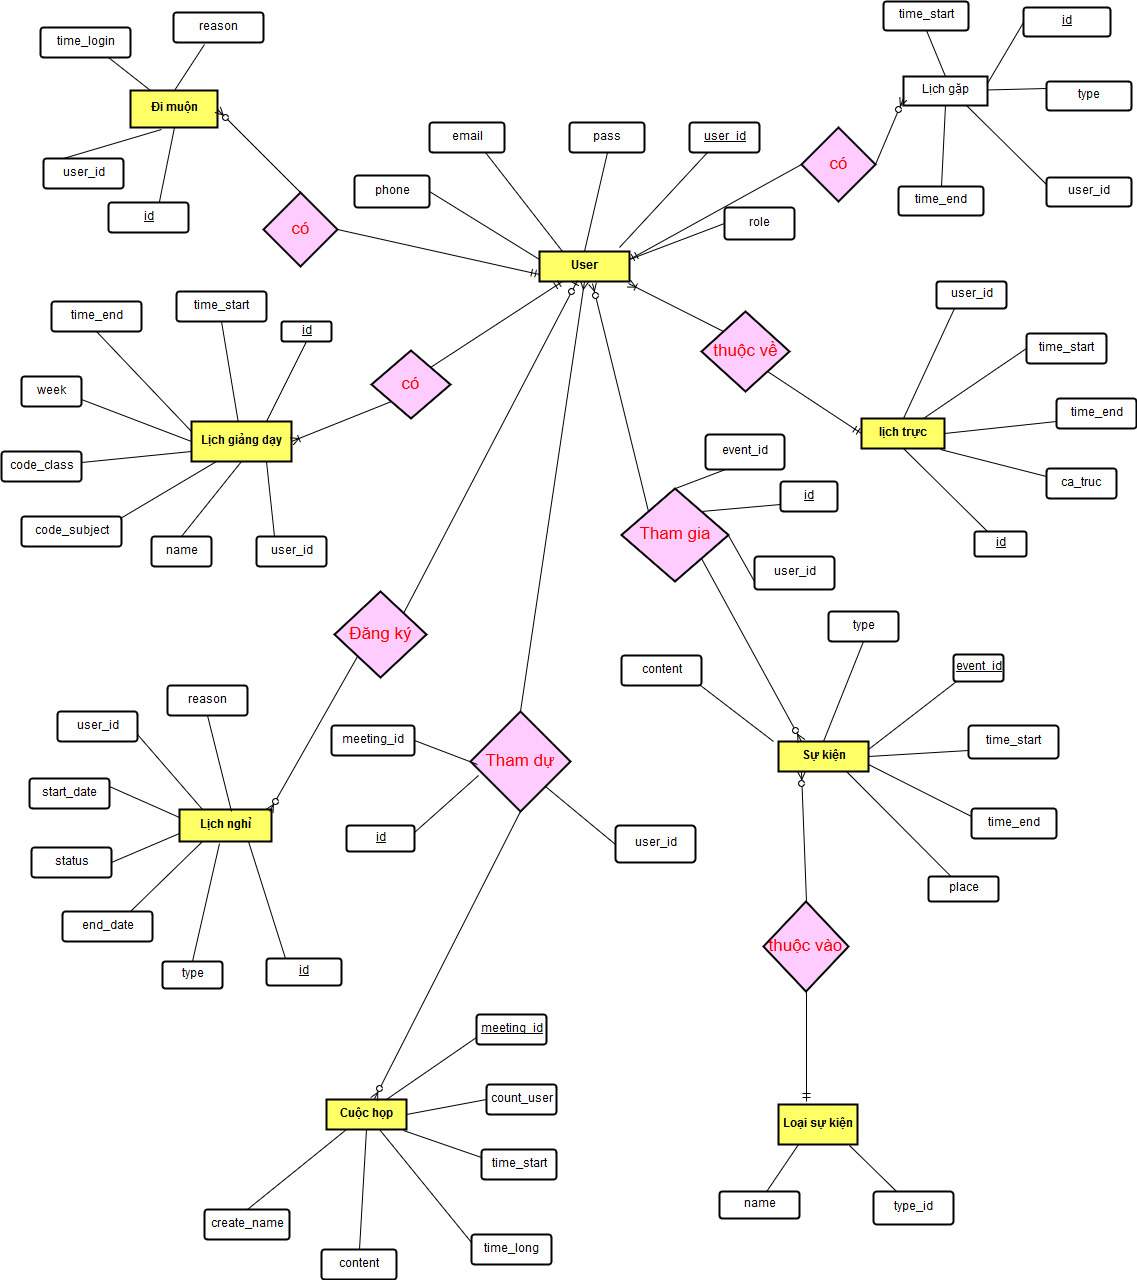 time_start
id
reason
time_login
Lịch gặp
type
Đi muộn
email
pass
user_id
có
user_id
phone
user_id
time_end
id
role
có
User
time_start
time_end
id
user_id
thuộc về
time_start
có
week
time_end
Lịch giảng dạy
lịch trực
event_id
code_class
ca_truc
id
code_subject
name
user_id
Tham gia
id
user_id
Đăng ký
type
content
event_id
reason
user_id
meeting_id
Tham dự
time_start
Sự kiện
start_date
Lịch nghỉ
id
user_id
time_end
status
place
end_date
type
id
thuộc vào
meeting_id
count_user
Cuộc họp
Loại sự kiện
time_start
name
type_id
create_name
content
time_long